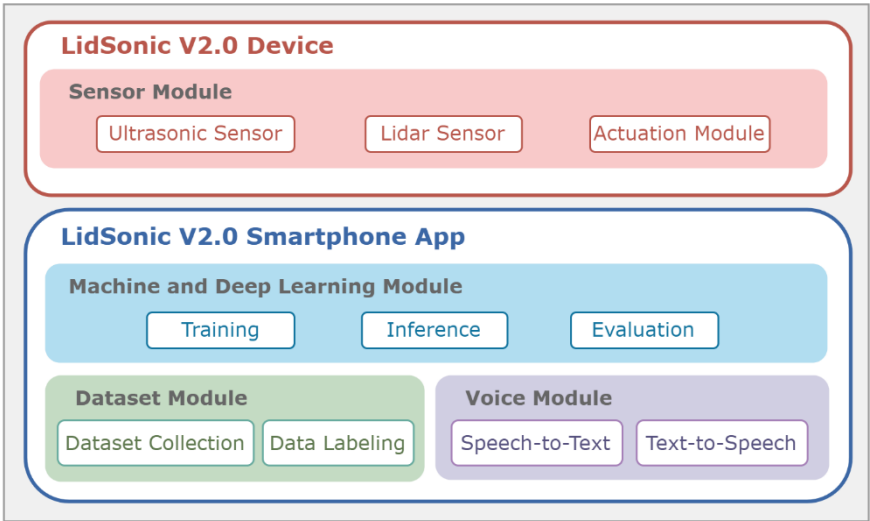 LidSonic V2.0 Device
Sensor Module
Ultrasonic Sensor
Lidar Sensor
Actuation Module
LidSonic V2.0 Smartphone App
Machine and Deep Learning Module
Training
Inference
Evaluation
Dataset Module
Dataset Collection
Data Labeling
Voice Module
Speech-to-Text
Text-to-Speech